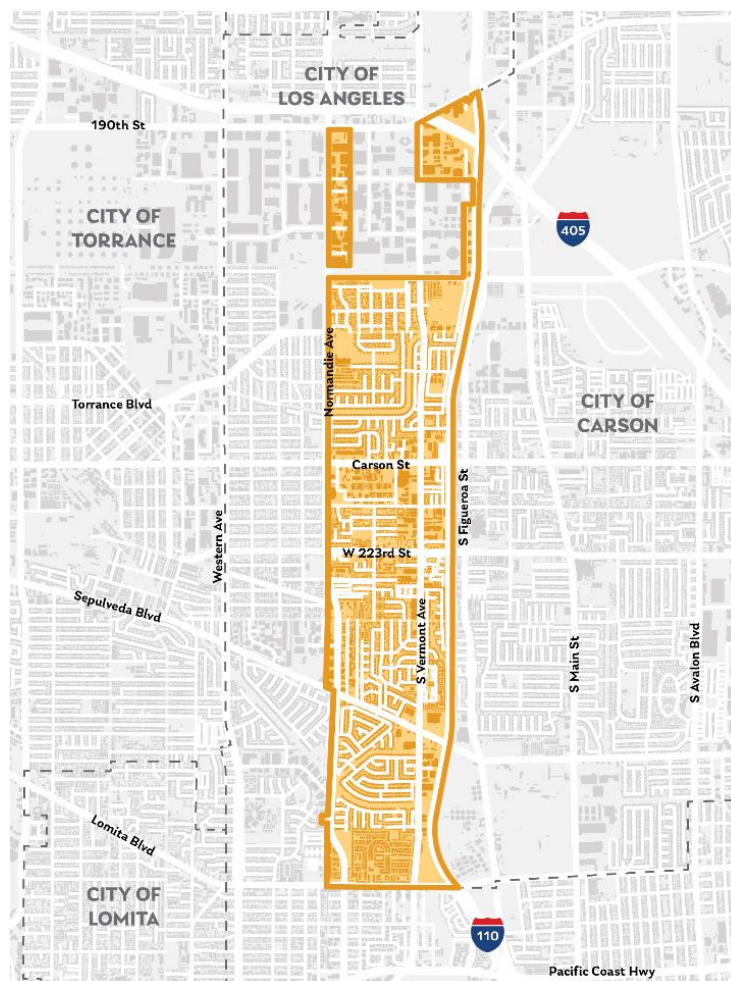 CITY OF
LOS ANGELES
190th St
CITY OF
TORRANCE
405
Normandie Ave
Torrance Blvd
CITY OF
CARSON
Carson St
S Figueroa St
Western Ave
W 223rd St
Sepulveda Blvd
S Vermont Ave
S Main St
S Avalon Blvd
Lomita Blvd
CITY OF
LOMITA
110
Pacific Coast Hwy